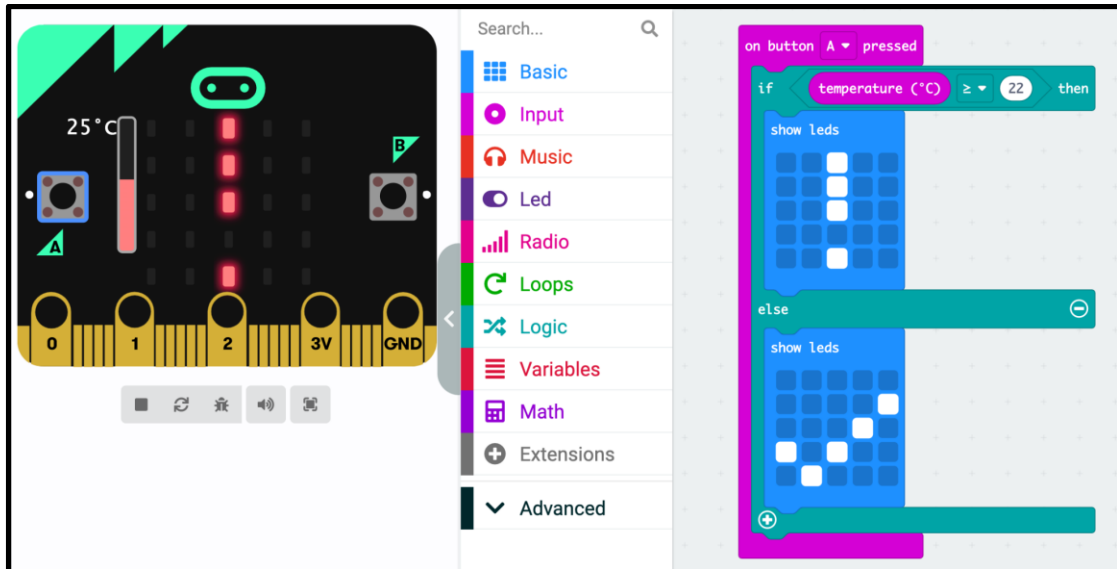 25°C
A
B
0 1 2 3V GND
Search...
Basic
Input
Music
Led
Radio
Loops
Logic
Variables
Math
Extensions
Advanced
on button A pressed
if temperature (°C) ≥ 22 then
show leds
else
show leds